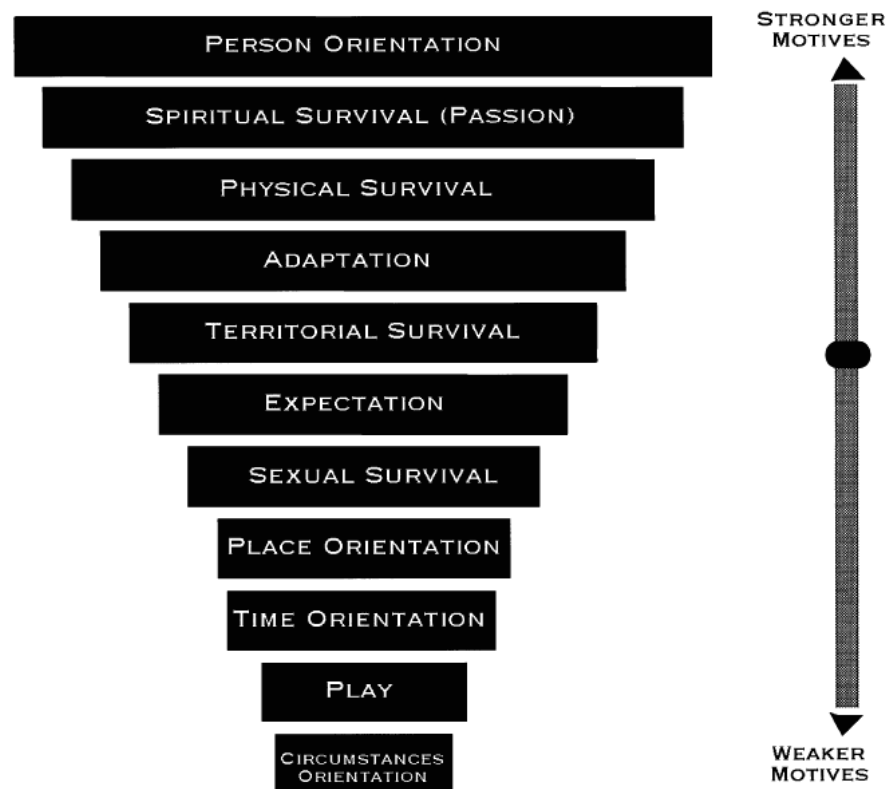 STRONGER
MOTIVES
PERSON ORIENTATION
SPIRITUAL SURVIVAL (PASSION)
PHYSICAL SURVIVAL
ADAPTATION
TERRITORIAL SURVIVAL
EXPECTATION
SEXUAL SURVIVAL
PLACE ORIENTATION
TIME ORIENTATION
PLAY
CIRCUMSTANCES
ORIENTATION
WEAKER
MOTIVES